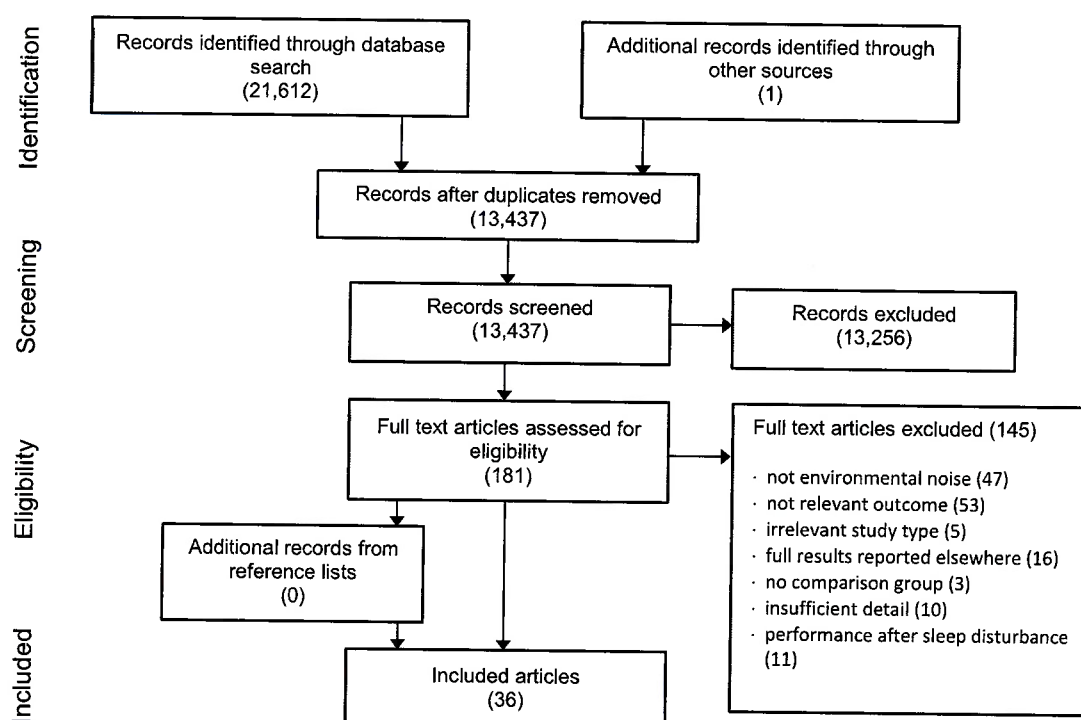 Identification
Records identified through database
search
(21,612)
Additional records identified through
other sources
(1)
Records after duplicates removed
(13,437)
Screening
Records screened
(13,437)
Records excluded
(13,256)
Eligibility
Full text articles assessed for
eligibility
(181)
Full text articles excluded (145)
· not environmental noise (47)
· not relevant outcome (53)
· irrelevant study type (5)
· full results reported elsewhere (16)
· no comparison group (3)
· insufficient detail (10)
· performance after sleep disturbance
(11)
Additional records from
reference lists
(0)
Included
Included articles
(36)